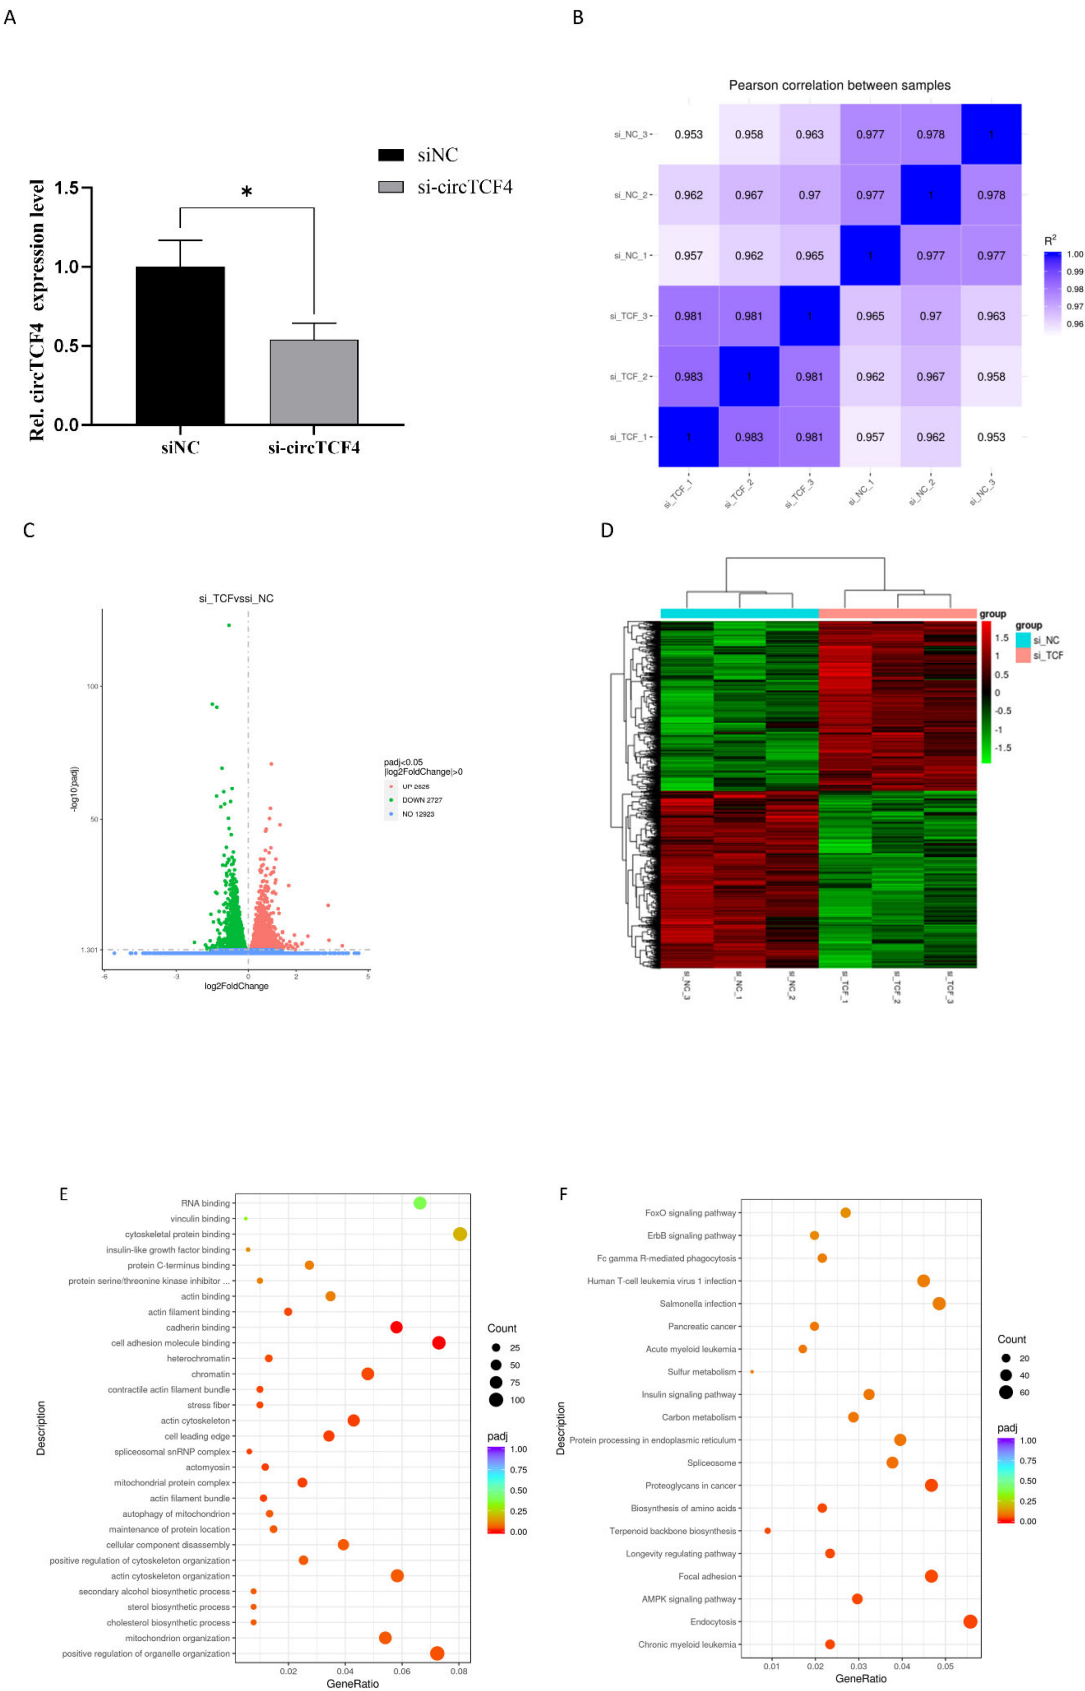 A
siNC
si-circTCF4
*
Rel. circTCF4 expression level
1.5
1.0
0.5
0.0
siNC
si-circTCF4
B
Pearson correlation between samples
si_NC_3
0.953 0.958 0.963 0.977 0.978 1
si_NC_2
0.962 0.967 0.97 0.977 1 0.978
si_NC_1
0.957 0.962 0.965 1 0.977 0.977
si_TCF_3
0.981 0.981 1 0.965 0.97 0.963
si_TCF_2
0.983 1 0.981 0.962 0.967 0.958
si_TCF_1
1 0.983 0.981 0.957 0.962 0.953
si_TCF_1 si_TCF_2 si_TCF_3 si_NC_1 si_NC_2 si_NC_3
R2
1.00
0.99
0.98
0.97
0.96
C
si_TCFvssi_NC
-log10(padj)
100
50
1.301
-6 -3 0 2 5
log2FoldChange
padj<0.05
|log2FoldChange|>0
DOWN 2727
NO 12923
D
group
1.5
1
0.5
0
-0.5
-1
-1.5
group
si_NC
si_TCF
si_NC_3 si_NC_1 si_NC_2 si_TCF_1 si_TCF_2 si_TCF_3
E
Description
RNA binding
vinculin binding
cytoskeletal protein binding
insulin-like growth factor binding
protein C-terminus binding
protein serine/threonine kinase inhibitor ...
actin binding
actin filament binding
cadherin binding
cell adhesion molecule binding
heterochromatin
chromatin
contractile actin filament bundle
stress fiber
actin cytoskeleton
cell leading edge
spliceosomal snRNP complex
actomyosin
mitochondrial protein complex
actin filament bundle
autophagy of mitochondrion
maintenance of protein location
cellular component disassembly
positive regulation of cytoskeleton organization
actin cytoskeleton organization
secondary alcohol biosynthetic process
sterol biosynthetic process
cholesterol biosynthetic process
mitochondrion organization
positive regulation of organelle organization
0.02 0.04 0.06 0.08
GeneRatio
Count
25
50
75
100
padj
1.00
0.75
0.50
0.25
0.00
F
Description
FoxO signaling pathway
ErbB signaling pathway
Fc gamma R-mediated phagocytosis
Human T-cell leukemia virus 1 infection
Salmonella infection
Pancreatic cancer
Acute myeloid leukemia
Sulfur metabolism
Insulin signaling pathway
Carbon metabolism
Protein processing in endoplasmic reticulum
Spliceosome
Proteoglycans in cancer
Biosynthesis of amino acids
Terpenoid backbone biosynthesis
Longevity regulating pathway
Focal adhesion
AMPK signaling pathway
Endocytosis
Chronic myeloid leukemia
0.01 0.02 0.03 0.04 0.05
GeneRatio
Count
20
40
60
padj
1.00
0.75
0.50
0.25
0.00